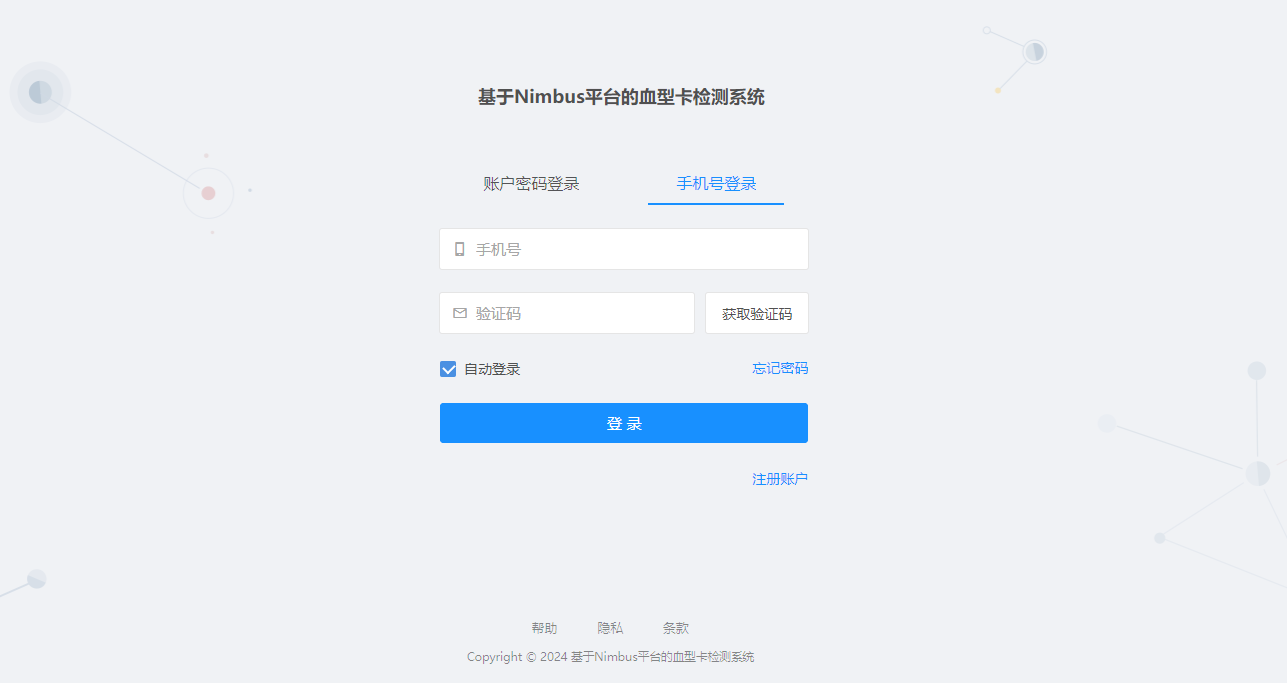 基于Nimbus平台的血型卡检测系统
账户密码登录 手机号登录
手机号
验证码 获取验证码
自动登录 忘记密码
登 录
注册账户
帮助 隐私 条款
Copyright © 2024 基于Nimbus平台的血型卡检测系统